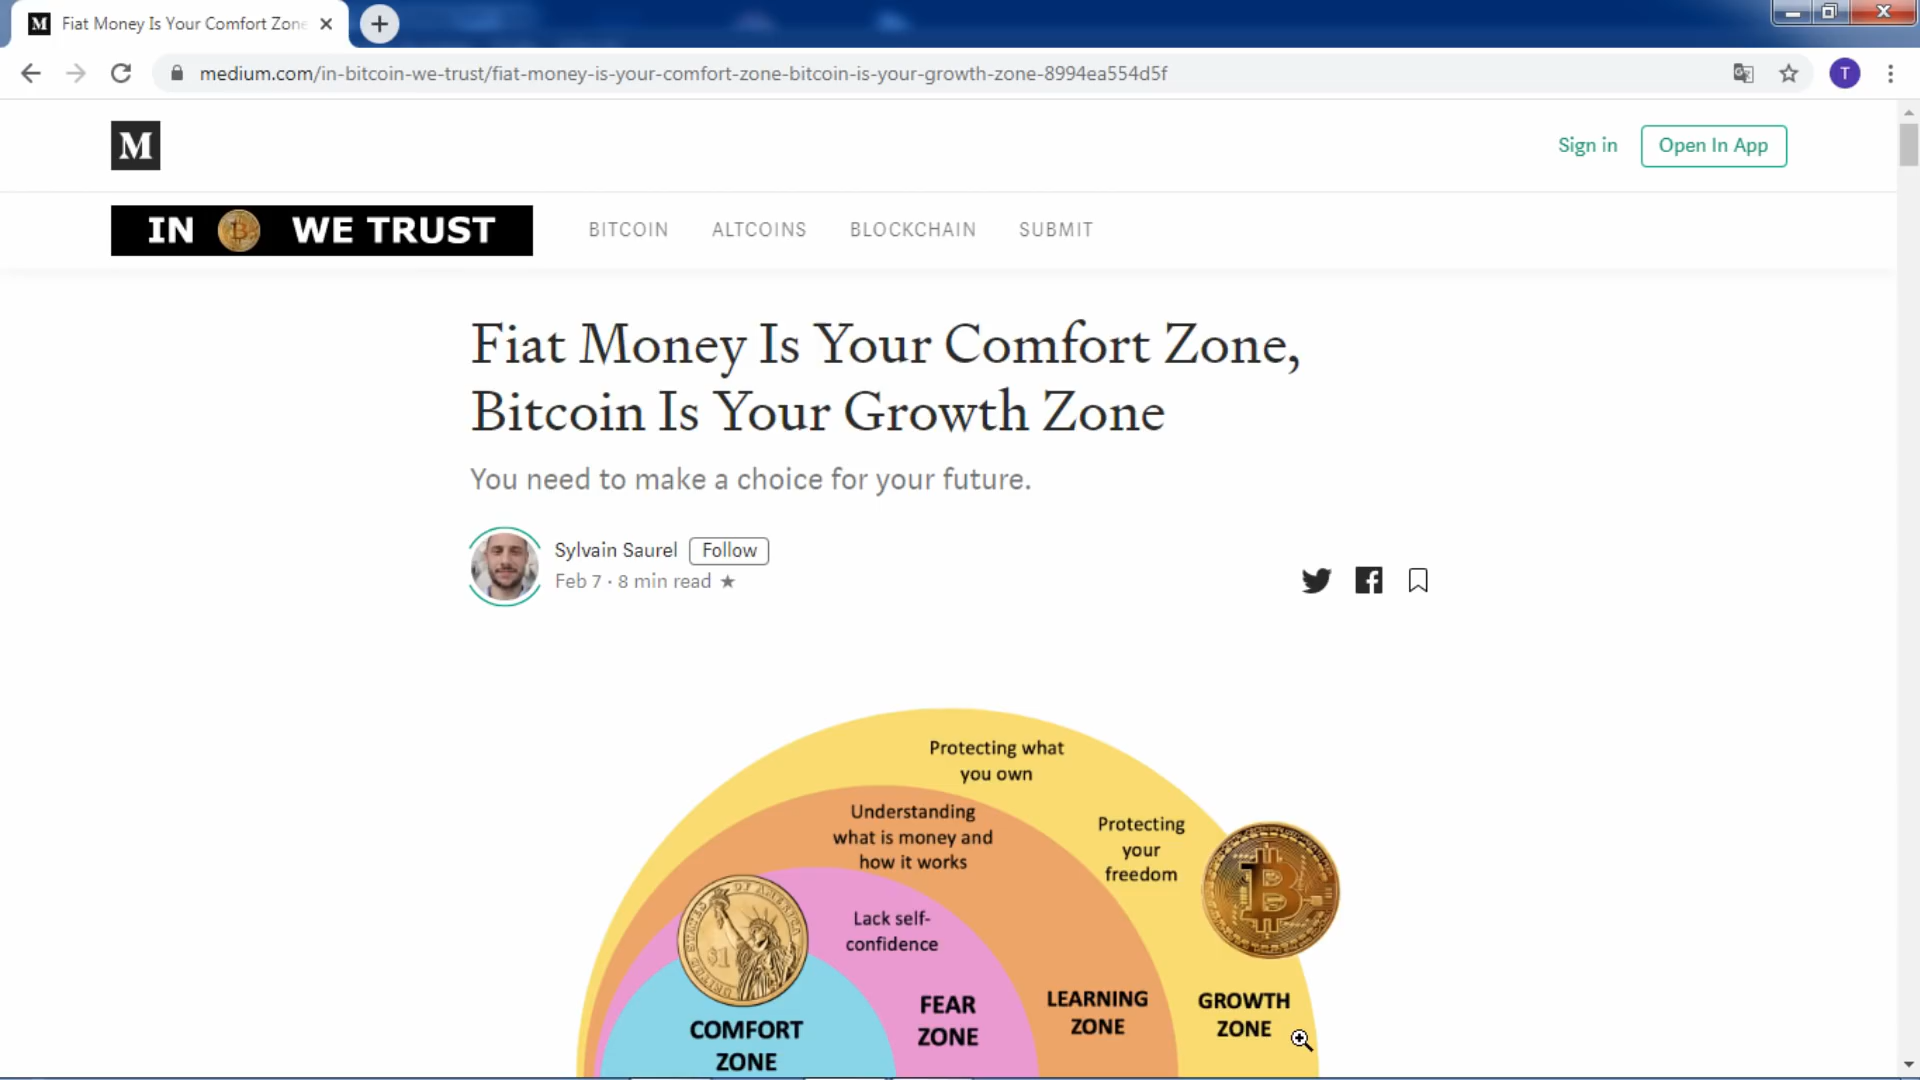 M Fiat Money Is Your Comfort Zone
medium.com/in-bitcoin-we-trust/fiat-money-is-your-comfort-zone-bitcoin-is-your-growth-zone-8994ea554d5f
T
M
Sign in
Open In App
IN B WE TRUST
BITCOIN ALTCOINS BLOCKCHAIN SUBMIT
Fiat Money Is Your Comfort Zone,
Bitcoin Is Your Growth Zone
You need to make a choice for your future.
Sylvain Saurel Follow
Feb 7 · 8 min read ★
Protecting what
you own
Understanding
what is money and
how it works
Protecting
your
freedom
Lack self-
confidence
$1
B
COMFORT
ZONE
FEAR
ZONE
LEARNING
ZONE
GROWTH
ZONE